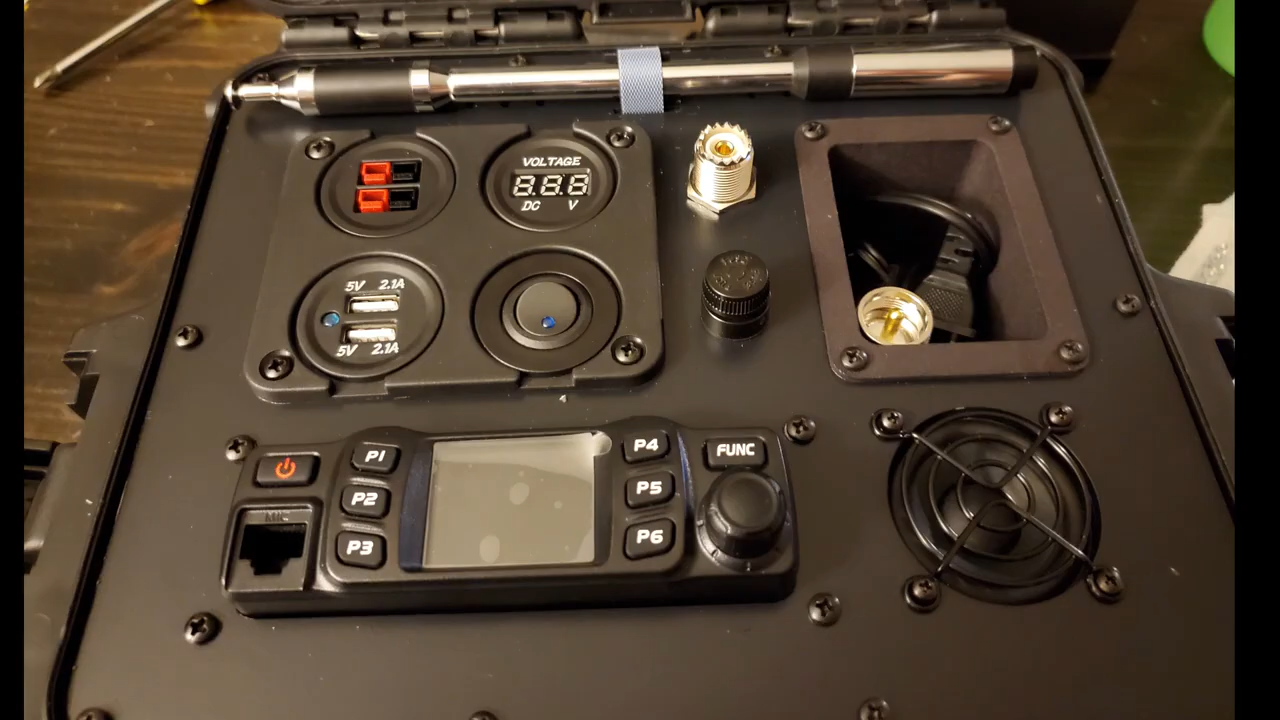 VOLTAGE
8.8.8
DC V
5V 2.1A
5V 2.1A
P1
P2
P3
MIC
P4
P5
P6
FUNC